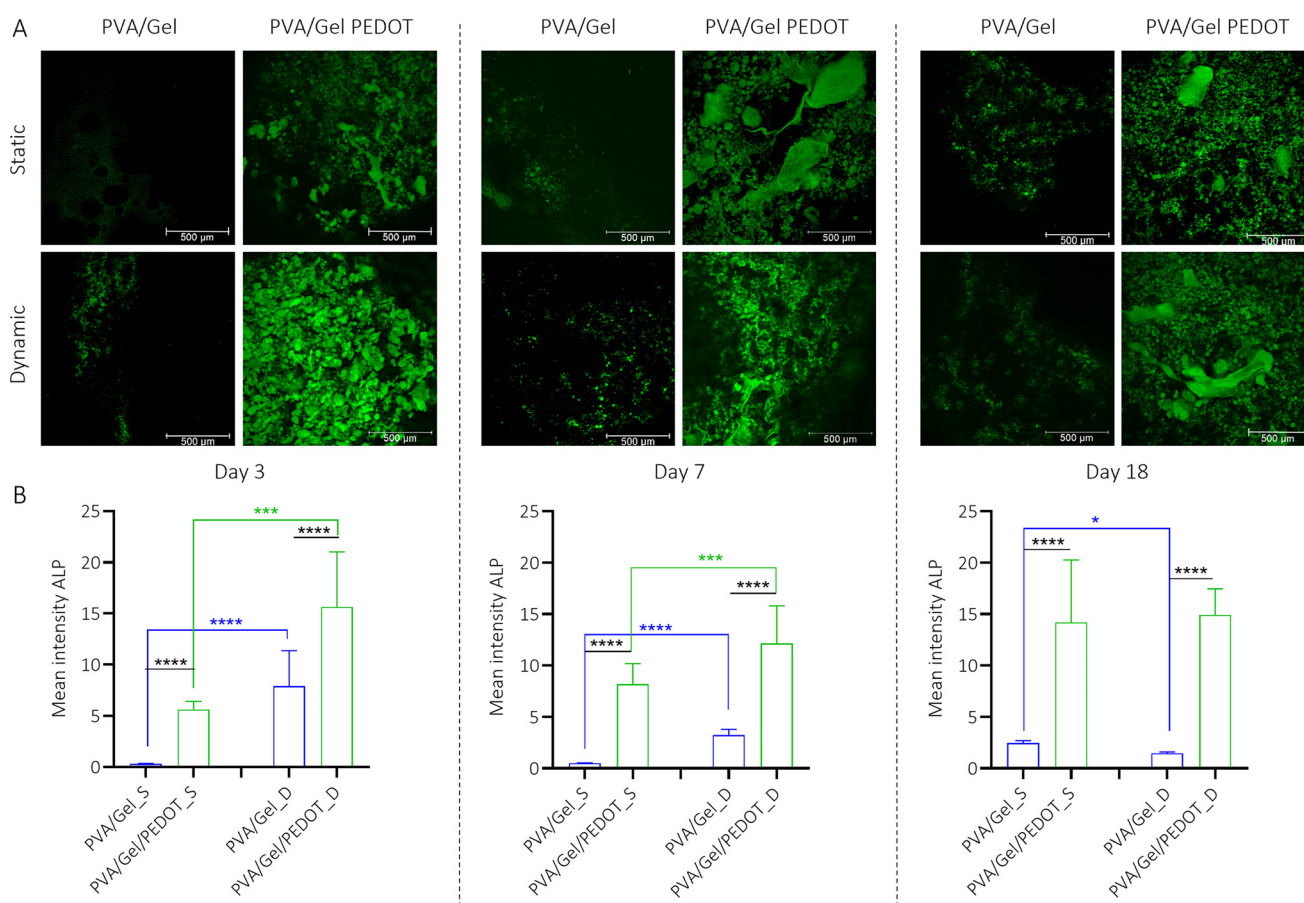 A
PVA/Gel
PVA/Gel PEDOT
PVA/Gel
PVA/Gel PEDOT
PVA/Gel
PVA/Gel PEDOT
Static
500 µm
500 µm
500 µm
500 µm
500 µm
500 µm
Dynamic
500 µm
500 µm
500 µm
500 µm
500 µm
500 µm
Day 3
Day 7
Day 18
B
Mean intensity ALP
25
20
15
10
5
0
***
****
****
****
PVA/Gel_S
PVA/Gel/PEDOT_S
PVA/Gel_D
PVA/Gel/PEDOT_D
Mean intensity ALP
25
20
15
10
5
0
***
****
****
****
PVA/Gel_S
PVA/Gel/PEDOT_S
PVA/Gel_D
PVA/Gel/PEDOT_D
Mean intensity ALP
25
20
15
10
5
0
*
****
****
PVA/Gel_S
PVA/Gel/PEDOT_S
PVA/Gel_D
PVA/Gel/PEDOT_D